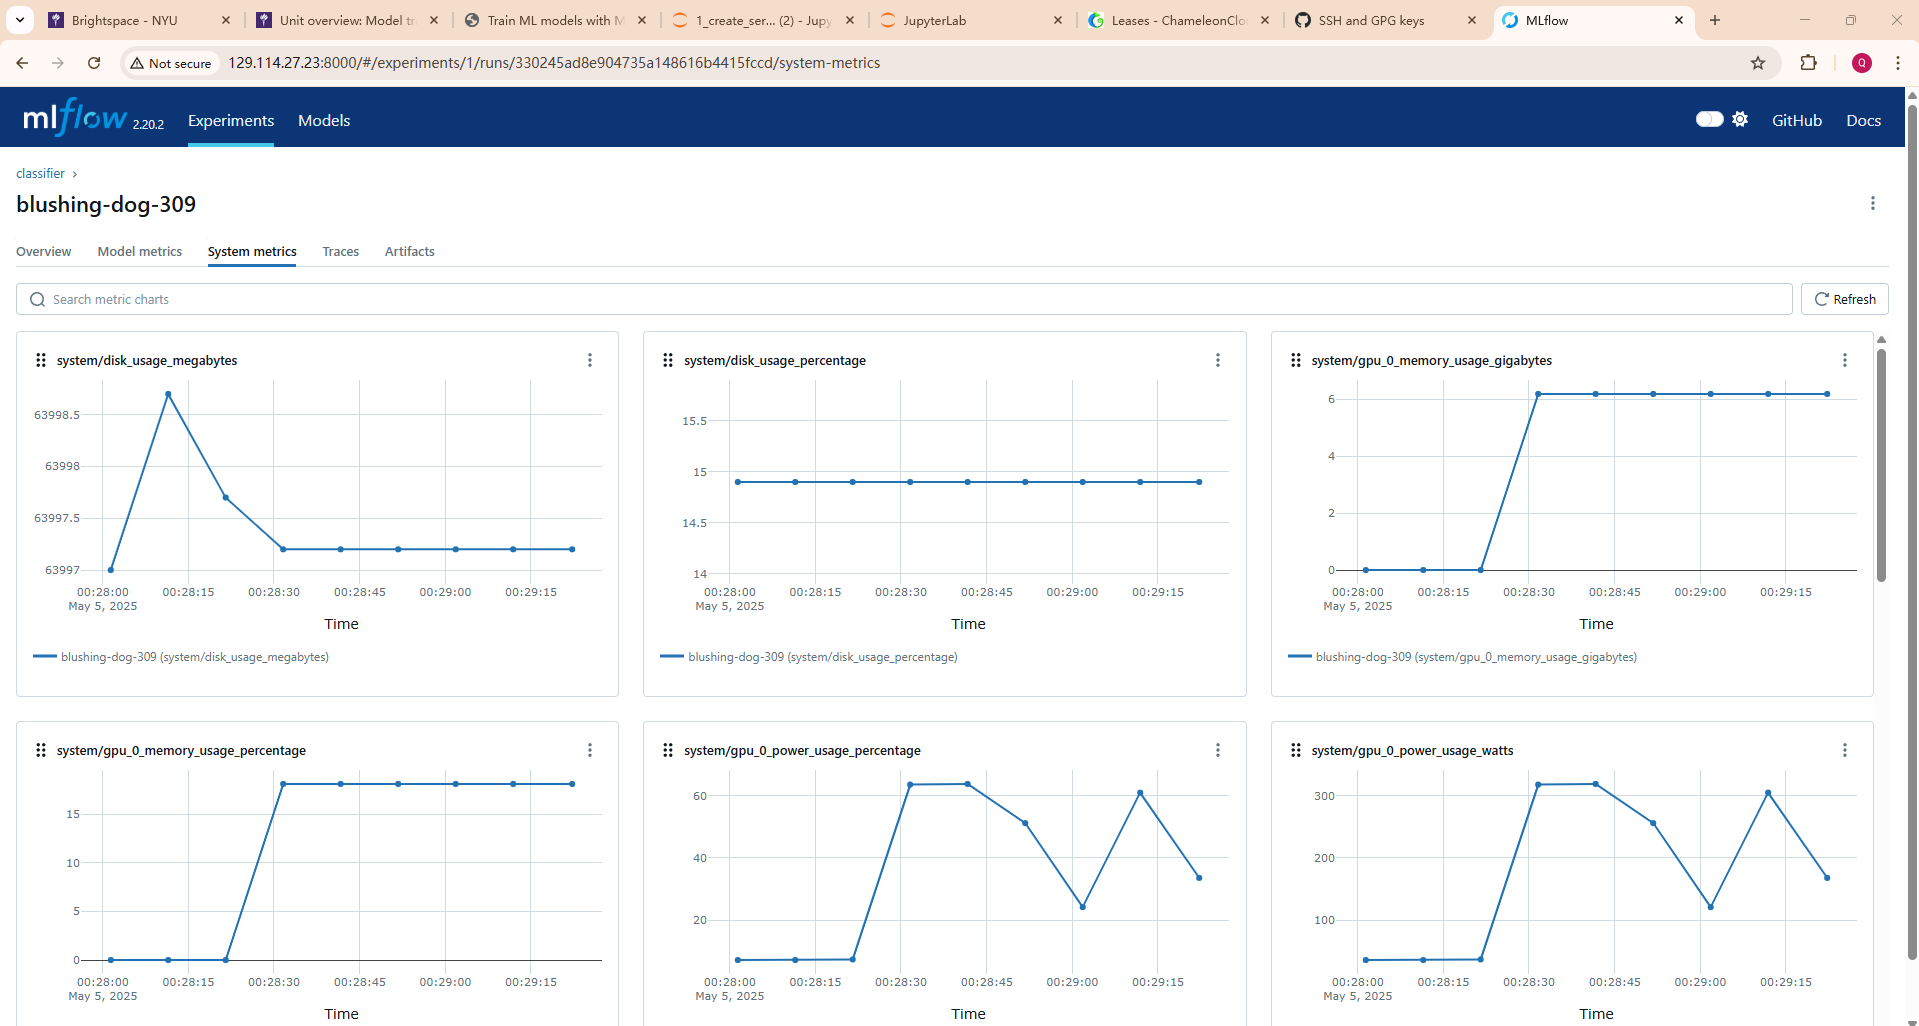 Brightspace - NYU
Unit overview: Model tr
Train ML models with M
1_create_ser... (2) - Jupy
JupyterLab
Leases - ChameleonClo
SSH and GPG keys
MLflow
Not secure
129.114.27.23:8000/#/experiments/1/runs/330245ad8e904735a148616b4415fccd/system-metrics
Q
mlflow 2.20.2
Experiments
Models
GitHub
Docs
classifier ›
blushing-dog-309
Overview
Model metrics
System metrics
Traces
Artifacts
Search metric charts
Refresh
system/disk_usage_megabytes
63998.5
63998
63997.5
63997
00:28:00 00:28:15 00:28:30 00:28:45 00:29:00 00:29:15
May 5, 2025
Time
blushing-dog-309 (system/disk_usage_megabytes)
system/disk_usage_percentage
15.5
15
14.5
14
00:28:00 00:28:15 00:28:30 00:28:45 00:29:00 00:29:15
May 5, 2025
Time
blushing-dog-309 (system/disk_usage_percentage)
system/gpu_0_memory_usage_gigabytes
6
4
2
0
00:28:00 00:28:15 00:28:30 00:28:45 00:29:00 00:29:15
May 5, 2025
Time
blushing-dog-309 (system/gpu_0_memory_usage_gigabytes)
system/gpu_0_memory_usage_percentage
15
10
5
0
00:28:00 00:28:15 00:28:30 00:28:45 00:29:00 00:29:15
May 5, 2025
Time
system/gpu_0_power_usage_percentage
60
40
20
00:28:00 00:28:15 00:28:30 00:28:45 00:29:00 00:29:15
May 5, 2025
Time
system/gpu_0_power_usage_watts
300
200
100
00:28:00 00:28:15 00:28:30 00:28:45 00:29:00 00:29:15
May 5, 2025
Time